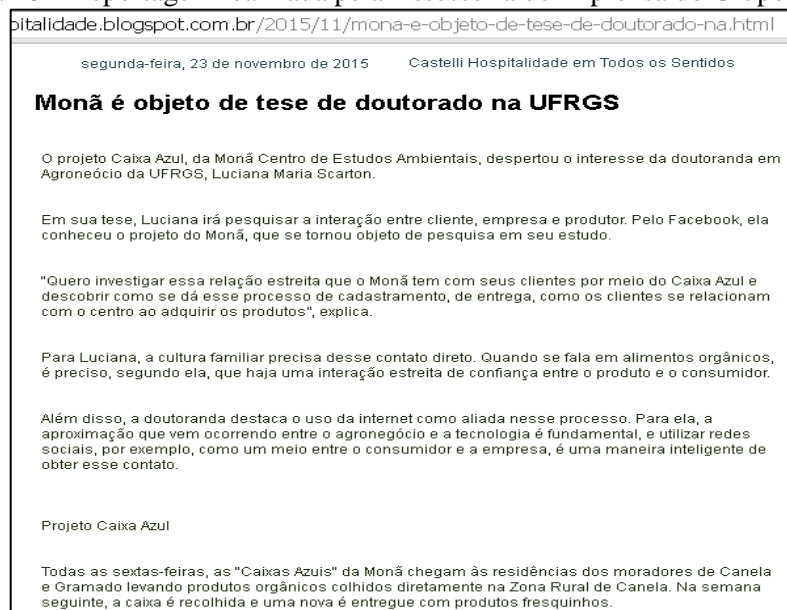 Reportagem realizada pela Assessoria de Imprensa do Grupo
pitalidade.blogspot.com.br/2015/11/mona-e-objeto-de-tese-de-doutorado-na.html
segunda-feira, 23 de novembro de 2015 Castelli Hospitalidade em Todos os Sentidos
Monã é objeto de tese de doutorado na UFRGS
O projeto Caixa Azul, da Monã Centro de Estudos Ambientais, despertou o interesse da doutoranda em
Agroneócio da UFRGS, Luciana Maria Scarton.
Em sua tese, Luciana irá pesquisar a interação entre cliente, empresa e produtor. Pelo Facebook, ela
conheceu o projeto do Monã, que se tornou objeto de pesquisa em seu estudo.
"Quero investigar essa relação estreita que o Monã tem com seus clientes por meio do Caixa Azul e
descobrir como se dá esse processo de cadastramento, de entrega, como os clientes se relacionam
com o centro ao adquirir os produtos", explica.
Para Luciana, a cultura familiar precisa desse contato direto. Quando se fala em alimentos orgânicos,
é preciso, segundo ela, que haja uma interação estreita de confiança entre o produto e o consumidor.
Além disso, a doutoranda destaca o uso da internet como aliada nesse processo. Para ela, a
aproximação que vem ocorrendo entre o agronegócio e a tecnologia é fundamental, e utilizar redes
sociais, por exemplo, como um meio entre o consumidor e a empresa, é uma maneira inteligente de
obter esse contato.
Projeto Caixa Azul
Todas as sextas-feiras, as "Caixas Azuis" da Monã chegam às residências dos moradores de Canela
e Gramado levando produtos orgânicos colhidos diretamente na Zona Rural de Canela. Na semana
seguinte, a caixa é recolhida e uma nova é entregue com produtos fresquinhos.